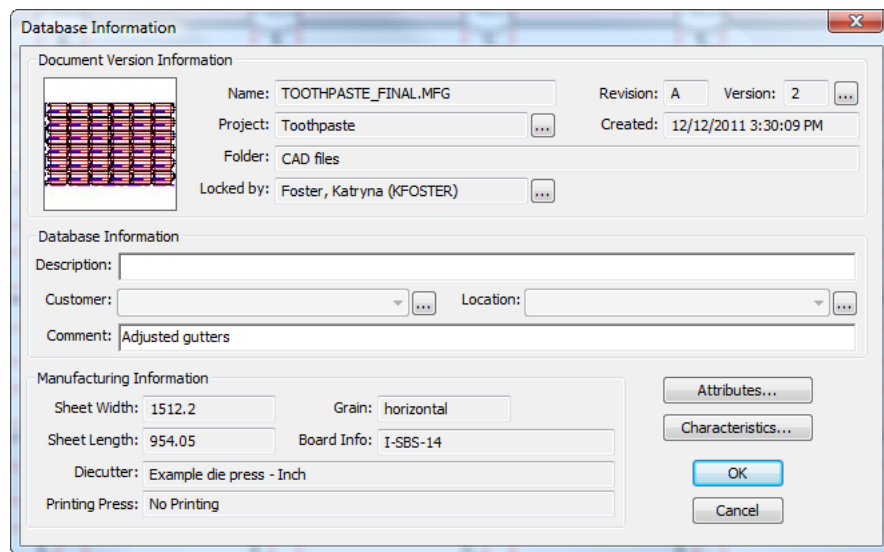 Database Information
Document Version Information
Name: TOOTHPASTE_FINAL.MFG Revision: A Version: 2 ...
Project: Toothpaste ... Created: 12/12/2011 3:30:09 PM
Folder: CAD files
Locked by: Foster, Katryna (KFOSTER) ...
Database Information
Description:
Customer: ... Location: ...
Comment: Adjusted gutters
Manufacturing Information
Sheet Width: 1512.2 Grain: horizontal Attributes...
Sheet Length: 954.05 Board Info: I-SBS-14 Characteristics...
Diecutter: Example die press - Inch OK
Printing Press: No Printing Cancel